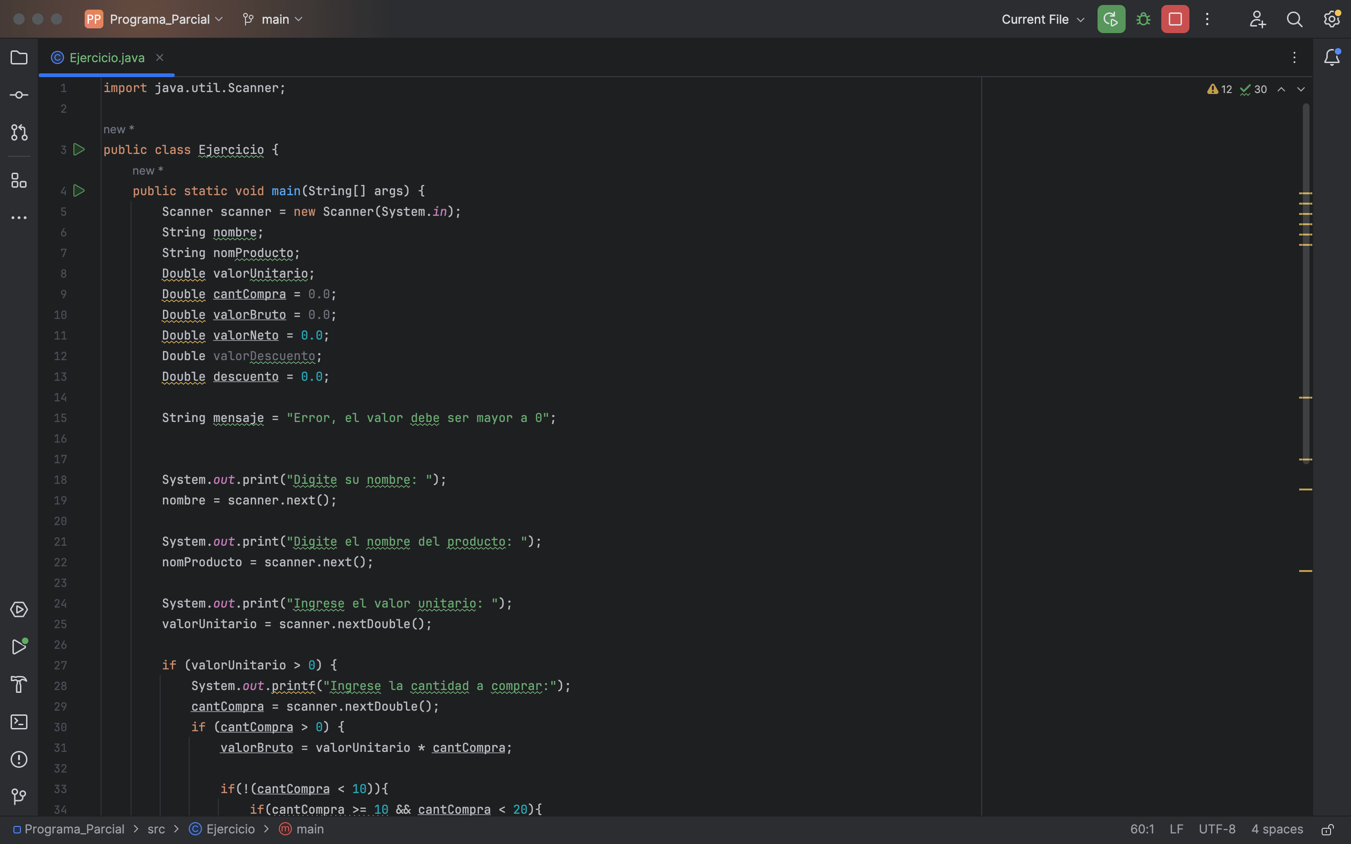 PP Programa_Parcial main Current File
Ejercicio.java
12 30
1 import java.util.Scanner;
2
new *
3 public class Ejercicio {
new *
4 public static void main(String[] args) {
5 Scanner scanner = new Scanner(System.in);
6 String nombre;
7 String nomProducto;
8 Double valorUnitario;
9 Double cantCompra = 0.0;
10 Double valorBruto = 0.0;
11 Double valorNeto = 0.0;
12 Double valorDescuento;
13 Double descuento = 0.0;
14
15 String mensaje = "Error, el valor debe ser mayor a 0";
16
17
18 System.out.print("Digite su nombre: ");
19 nombre = scanner.next();
20
21 System.out.print("Digite el nombre del producto: ");
22 nomProducto = scanner.next();
23
24 System.out.print("Ingrese el valor unitario: ");
25 valorUnitario = scanner.nextDouble();
26
27 if (valorUnitario > 0) {
28 System.out.printf("Ingrese la cantidad a comprar:");
29 cantCompra = scanner.nextDouble();
30 if (cantCompra > 0) {
31 valorBruto = valorUnitario * cantCompra;
32
33 if(!(cantCompra < 10)){
34 if(cantCompra >= 10 && cantCompra < 20){
Programa_Parcial > src > Ejercicio > m main 60:1 LF UTF-8 4 spaces